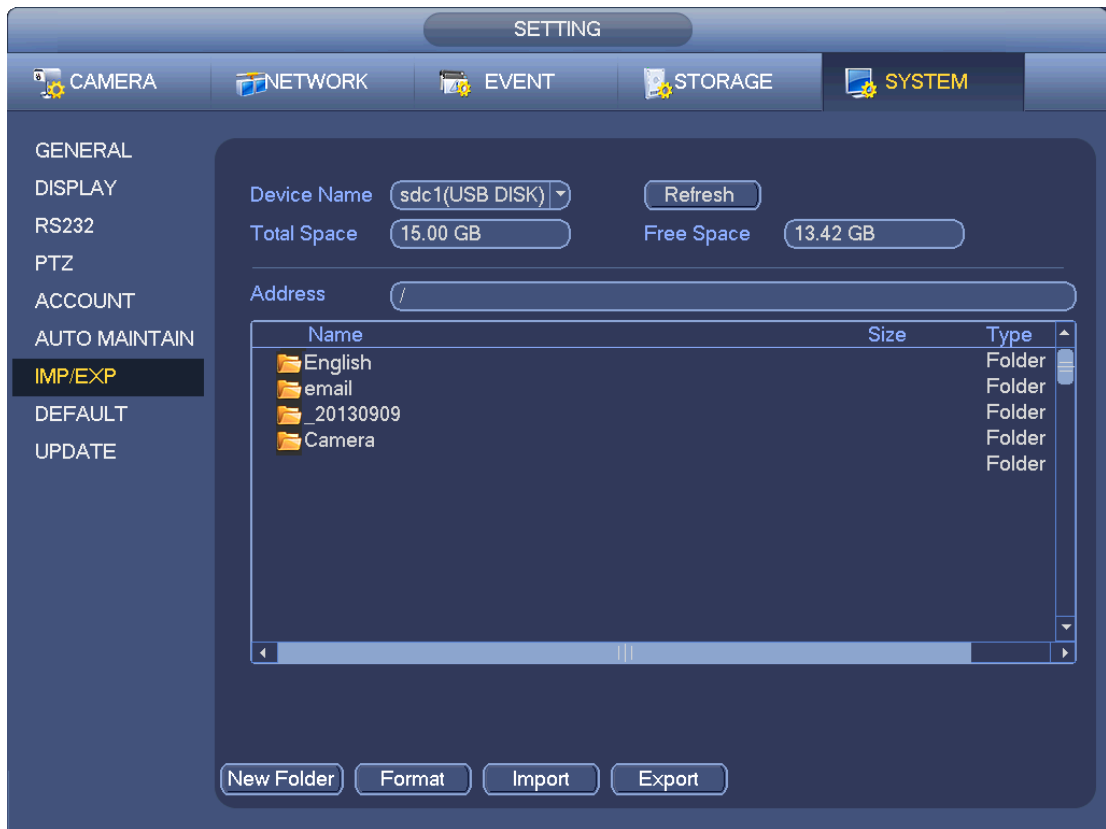 SETTING
CAMERA NETWORK EVENT STORAGE SYSTEM
GENERAL
DISPLAY
RS232
PTZ
ACCOUNT
AUTO MAINTAIN
IMP/EXP
DEFAULT
UPDATE
Device Name sdc1(USB DISK) Refresh
Total Space 15.00 GB Free Space 13.42 GB
Address /
Name Size Type
English Folder
email Folder
_20130909 Folder
Camera Folder
Folder
New Folder Format Import Export